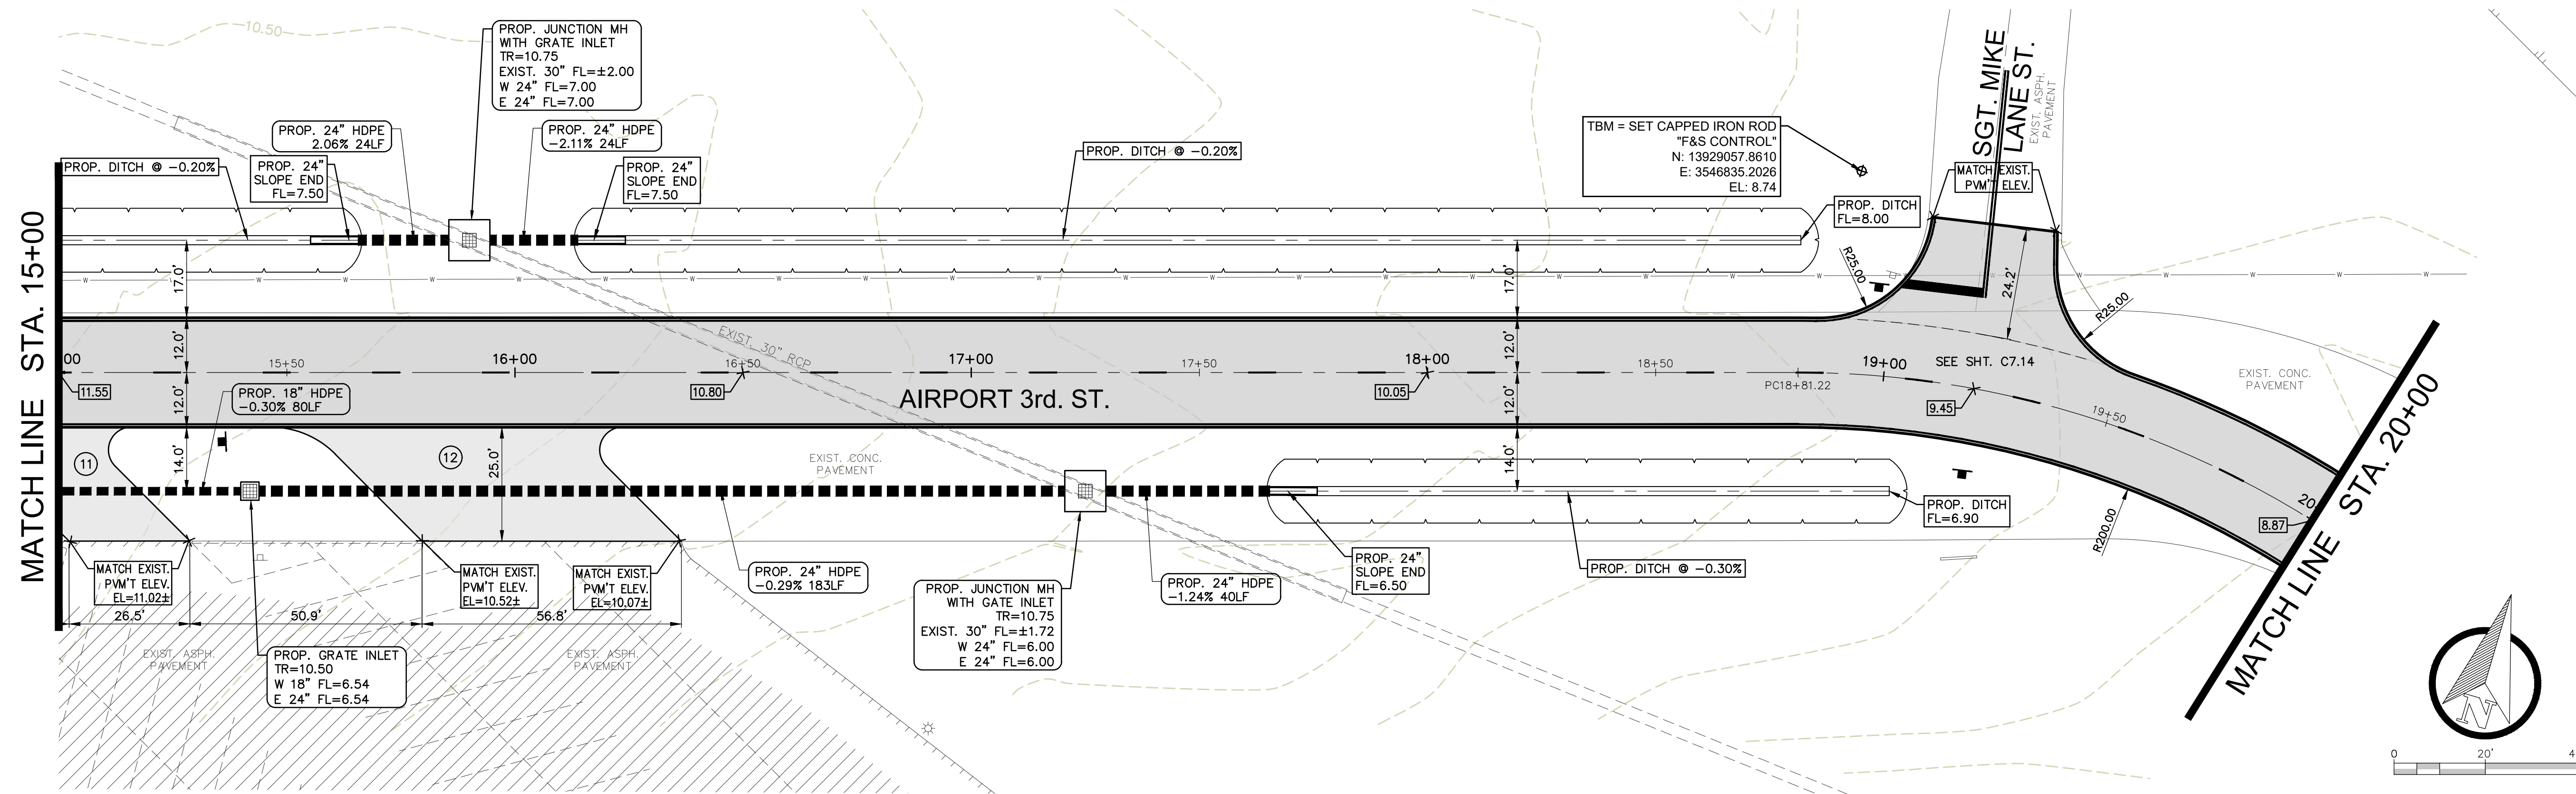 10.50
PROP. JUNCTION MH
WITH GRATE INLET
TR=10.75
EXIST. 30" FL=±2.00
W 24" FL=7.00
E 24" FL=7.00
PROP. 24" HDPE
2.06% 24LF
PROP. 24" HDPE
-2.11% 24LF
PROP. DITCH @ -0.20%
PROP. 24"
SLOPE END
FL=7.50
PROP. 24"
SLOPE END
FL=7.50
PROP. DITCH @ -0.20%
TBM = SET CAPPED IRON ROD
"F&S CONTROL"
N: 13929057.8610
E: 3546835.2026
EL: 8.74
SGT. MIKE
LANE ST.
EXIST. ASPH.
PAVEMENT
MATCH EXIST.
PVM'T ELEV.
PROP. DITCH
FL=8.00
MATCH LINE STA. 15+00
17.0'
17.0'
R25.00
24.2'
R25.00
W W W W W W W W W W W W W W W W W W W W W W W W W W W W
12.0'
12.0'
EXIST. 30" RCP
00
15+50
16+00
16+50
17+00
17+50
18+00
18+50
PC18+81.22
19+00
SEE SHT. C7.14
19+50
20
11.55
10.80
10.05
9.45
8.87
AIRPORT 3rd. ST.
12.0'
12.0'
PROP. 18" HDPE
-0.30% 80LF
EXIST. CONC.
PAVEMENT
11
14.0'
12
25.0'
EXIST. CONC.
PAVEMENT
14.0'
PROP. DITCH
FL=6.90
R200.00
MATCH LINE STA. 20+00
MATCH EXIST.
PVM'T ELEV.
EL=11.02±
MATCH EXIST.
PVM'T ELEV.
EL=10.52±
MATCH EXIST.
PVM'T ELEV.
EL=10.07±
PROP. 24" HDPE
-0.29% 183LF
PROP. JUNCTION MH
WITH GATE INLET
TR=10.75
EXIST. 30" FL=±1.72
W 24" FL=6.00
E 24" FL=6.00
PROP. 24" HDPE
-1.24% 40LF
PROP. 24"
SLOPE END
FL=6.50
PROP. DITCH @ -0.30%
26.5'
50.9'
56.8'
EXIST. ASPH.
PAVEMENT
EXIST. ASPH.
PAVEMENT
PROP. GRATE INLET
TR=10.50
W 18" FL=6.54
E 24" FL=6.54
N
0
20'
4